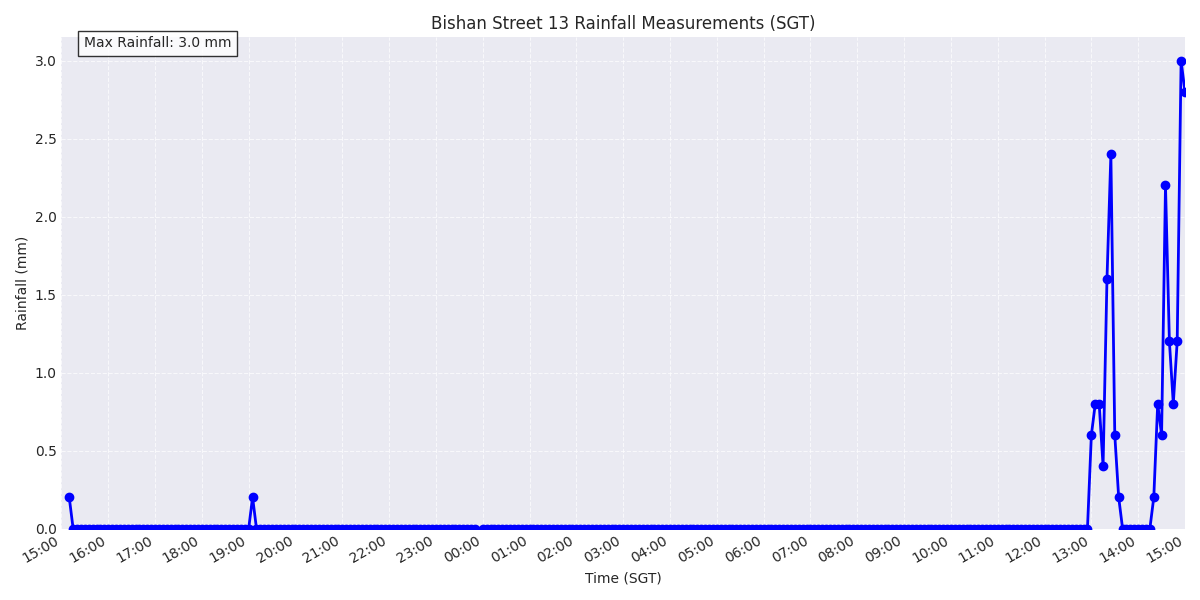 Bishan Street 13 Rainfall Measurements (SGT)
Max Rainfall: 3.0 mm
3.0
2.5
2.0
1.5
1.0
0.5
0.0
Rainfall (mm)
15:00 16:00 17:00 18:00 19:00 20:00 21:00 22:00 23:00 00:00 01:00 02:00 03:00 04:00 05:00 06:00 07:00 08:00 09:00 10:00 11:00 12:00 13:00 14:00 15:00
Time (SGT)